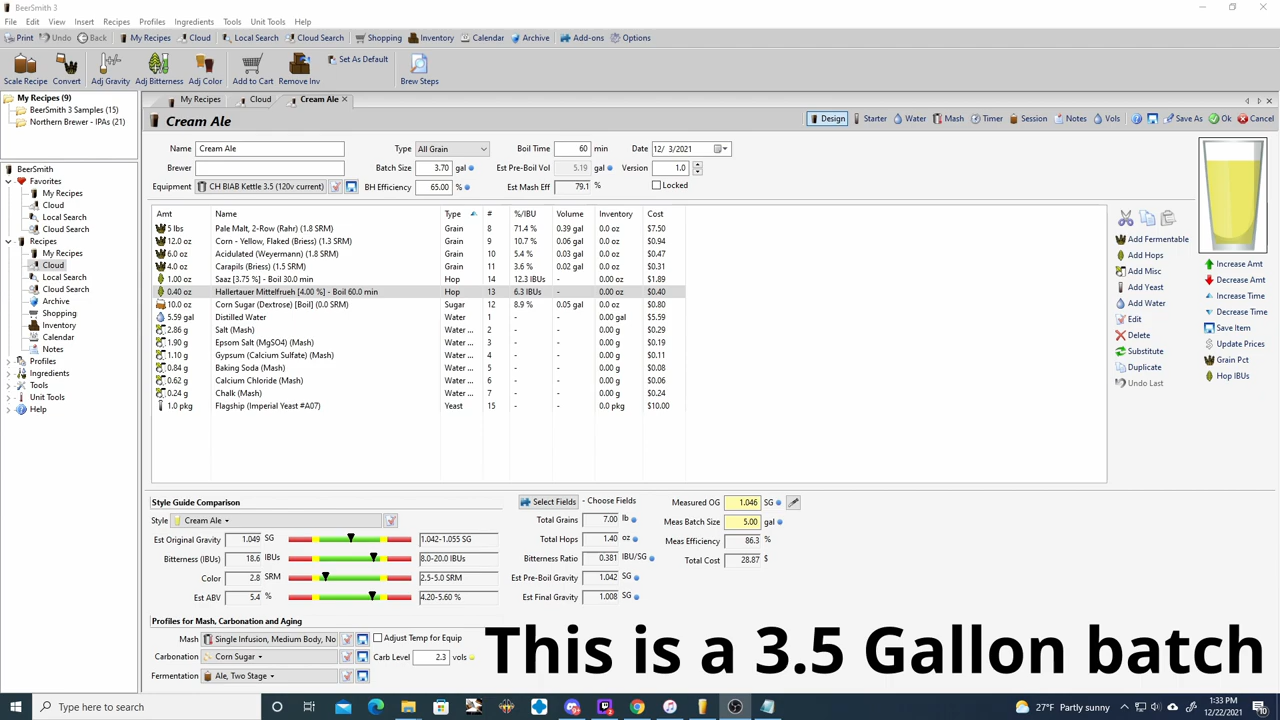 BeerSmith 3
File Edit View Insert Recipes Profiles Ingredients Tools Unit Tools Help
Print Undo Back My Recipes Cloud Local Search Cloud Search Shopping Inventory Calendar Archive Add-ons Options
Scale Recipe Convert Adj Gravity Adj Bitterness Adj Color Add to Cart Remove Inv Set As Default Brew Steps
My Recipes (9)
BeerSmith 3 Samples (15)
Northern Brewer - IPAs (21)
BeerSmith
Favorites
My Recipes
Cloud
Local Search
Cloud Search
Recipes
My Recipes
Cloud
Local Search
Cloud Search
Archive
Shopping
Inventory
Calendar
Notes
Profiles
Ingredients
Tools
Unit Tools
Help
My Recipes Cloud Cream Ale
Cream Ale
Design Starter Water Mash Timer Session Notes Vols Save As Ok Cancel
Name Cream Ale Type All Grain Boil Time 60 min Date 12/ 3/2021
Brewer Batch Size 3.70 gal Est Pre-Boil Vol 5.19 gal Version 1.0
Equipment CH BIAB Kettle 3.5 (120v current) BH Efficiency 65.00 % Est Mash Eff 79.1 % Locked
Amt Name Type # %/IBU Volume Inventory Cost
5 lbs Pale Malt, 2-Row (Rahr) (1.8 SRM) Grain 8 71.4 % 0.39 gal 0.0 oz $7.50
12.0 oz Corn - Yellow, Flaked (Briess) (1.3 SRM) Grain 9 10.7 % 0.06 gal 0.0 oz $0.94
6.0 oz Acidulated (Weyermann) (1.8 SRM) Grain 10 5.4 % 0.03 gal 0.0 oz $0.47
4.0 oz Carapils (Briess) (1.5 SRM) Grain 11 3.6 % 0.02 gal 0.0 oz $0.31
1.00 oz Saaz [3.75 %] - Boil 30.0 min Hop 14 12.3 IBUs - 0.0 oz $1.89
0.40 oz Hallertauer Mittelfrueh [4.00 %] - Boil 60.0 min Hop 13 6.3 IBUs - 0.0 oz $0.40
10.0 oz Corn Sugar (Dextrose) [Boil] (0.0 SRM) Sugar 12 8.9 % 0.05 gal 0.0 oz $0.80
5.59 gal Distilled Water Water 1 - - 0.00 gal $5.59
2.86 g Salt (Mash) Water ... 2 - - 0.00 g $0.29
1.90 g Epsom Salt (MgSO4) (Mash) Water ... 3 - - 0.00 g $0.19
1.10 g Gypsum (Calcium Sulfate) (Mash) Water ... 4 - - 0.00 g $0.11
0.84 g Baking Soda (Mash) Water ... 5 - - 0.00 g $0.08
0.62 g Calcium Chloride (Mash) Water ... 6 - - 0.00 g $0.06
0.24 g Chalk (Mash) Water ... 7 - - 0.00 g $0.24
1.0 pkg Flagship (Imperial Yeast #A07) Yeast 15 - - 0.0 pkg $10.00
Add Fermentable
Add Hops
Add Misc
Add Yeast
Add Water
Edit
Delete
Substitute
Duplicate
Undo Last
Increase Amt
Decrease Amt
Increase Time
Decrease Time
Save Item
Update Prices
Grain Pct
Hop IBUs
Style Guide Comparison
Style Cream Ale
Est Original Gravity 1.049 SG 1.042-1.055 SG
Bitterness (IBUs) 18.6 IBUs 8.0-20.0 IBUs
Color 2.8 SRM 2.5-5.0 SRM
Est ABV 5.4 % 4.20-5.60 %
Select Fields - Choose Fields
Total Grains 7.00 lb
Total Hops 1.40 oz
Bitterness Ratio 0.381 IBU/SG
Est Pre-Boil Gravity 1.042 SG
Est Final Gravity 1.008 SG
Measured OG 1.046 SG
Meas Batch Size 5.00 gal
Meas Efficiency 86.3 %
Total Cost 28.87 $
Profiles for Mash, Carbonation and Aging
Mash Single Infusion, Medium Body, No Adjust Temp for Equip
Carbonation Corn Sugar Carb Level 2.3 vols
Fermentation Ale, Two Stage
This is a 3.5 Gallon batch
Type here to search
27°F Partly sunny
1:33 PM
12/22/2021